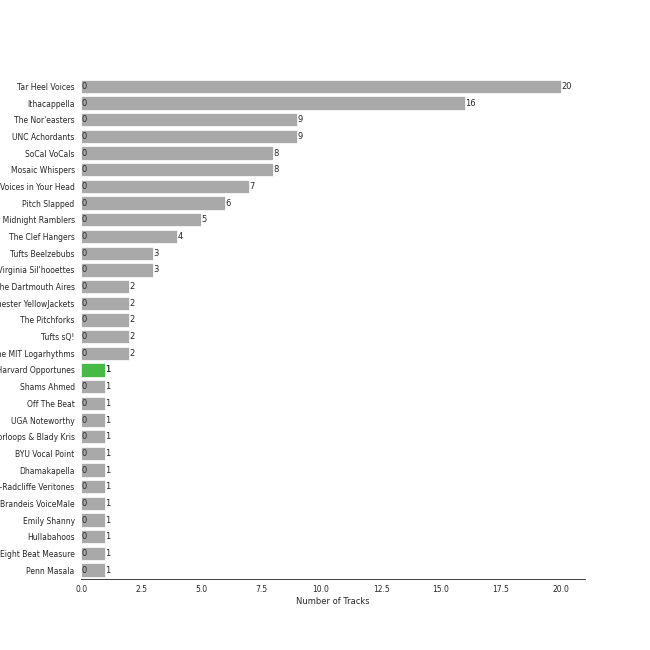 Tar Heel Voices 0 20
Ithacappella 0 16
The Nor'easters 0 9
UNC Achordants 0 9
SoCal VoCals 0 8
Mosaic Whispers 0 8
Voices in Your Head 0 7
Pitch Slapped 0 6
Midnight Ramblers 0 5
The Clef Hangers 0 4
Tufts Beelzebubs 0 3
Virginia Sil'hooettes 0 3
he Dartmouth Aires 0 2
hester YellowJackets 0 2
The Pitchforks 0 2
Tufts sQ! 0 2
he MIT Logarhythms 0 2
Harvard Opportunes 1
Shams Ahmed 0 1
Off The Beat 0 1
UGA Noteworthy 0 1
orloops & Blady Kris 0 1
BYU Vocal Point 0 1
Dhamakapella 0 1
-Radcliffe Veritones 0 1
Brandeis VoiceMale 0 1
Emily Shanny 0 1
Hullabahoos 0 1
Eight Beat Measure 0 1
Penn Masala 0 1
0.0 2.5 5.0 7.5 10.0 12.5 15.0 17.5 20.0
Number of Tracks